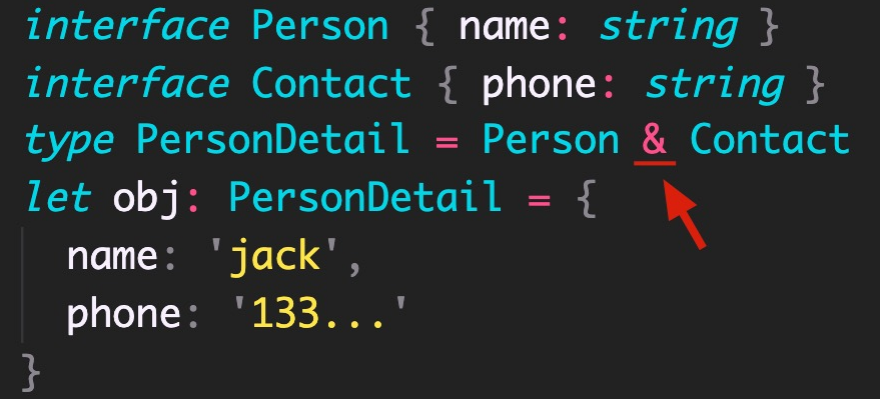 interface Person { name: string }
interface Contact { phone: string }
type PersonDetail = Person & Contact
let obj: PersonDetail = {
  name: 'jack',
  phone: '133...'
}